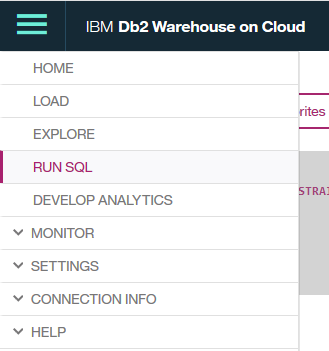 IBM Db2 Warehouse on Cloud
HOME
LOAD
EXPLORE
rites
RUN SQL
STRAI
DEVELOP ANALYTICS
MONITOR
SETTINGS
CONNECTION INFO
HELP